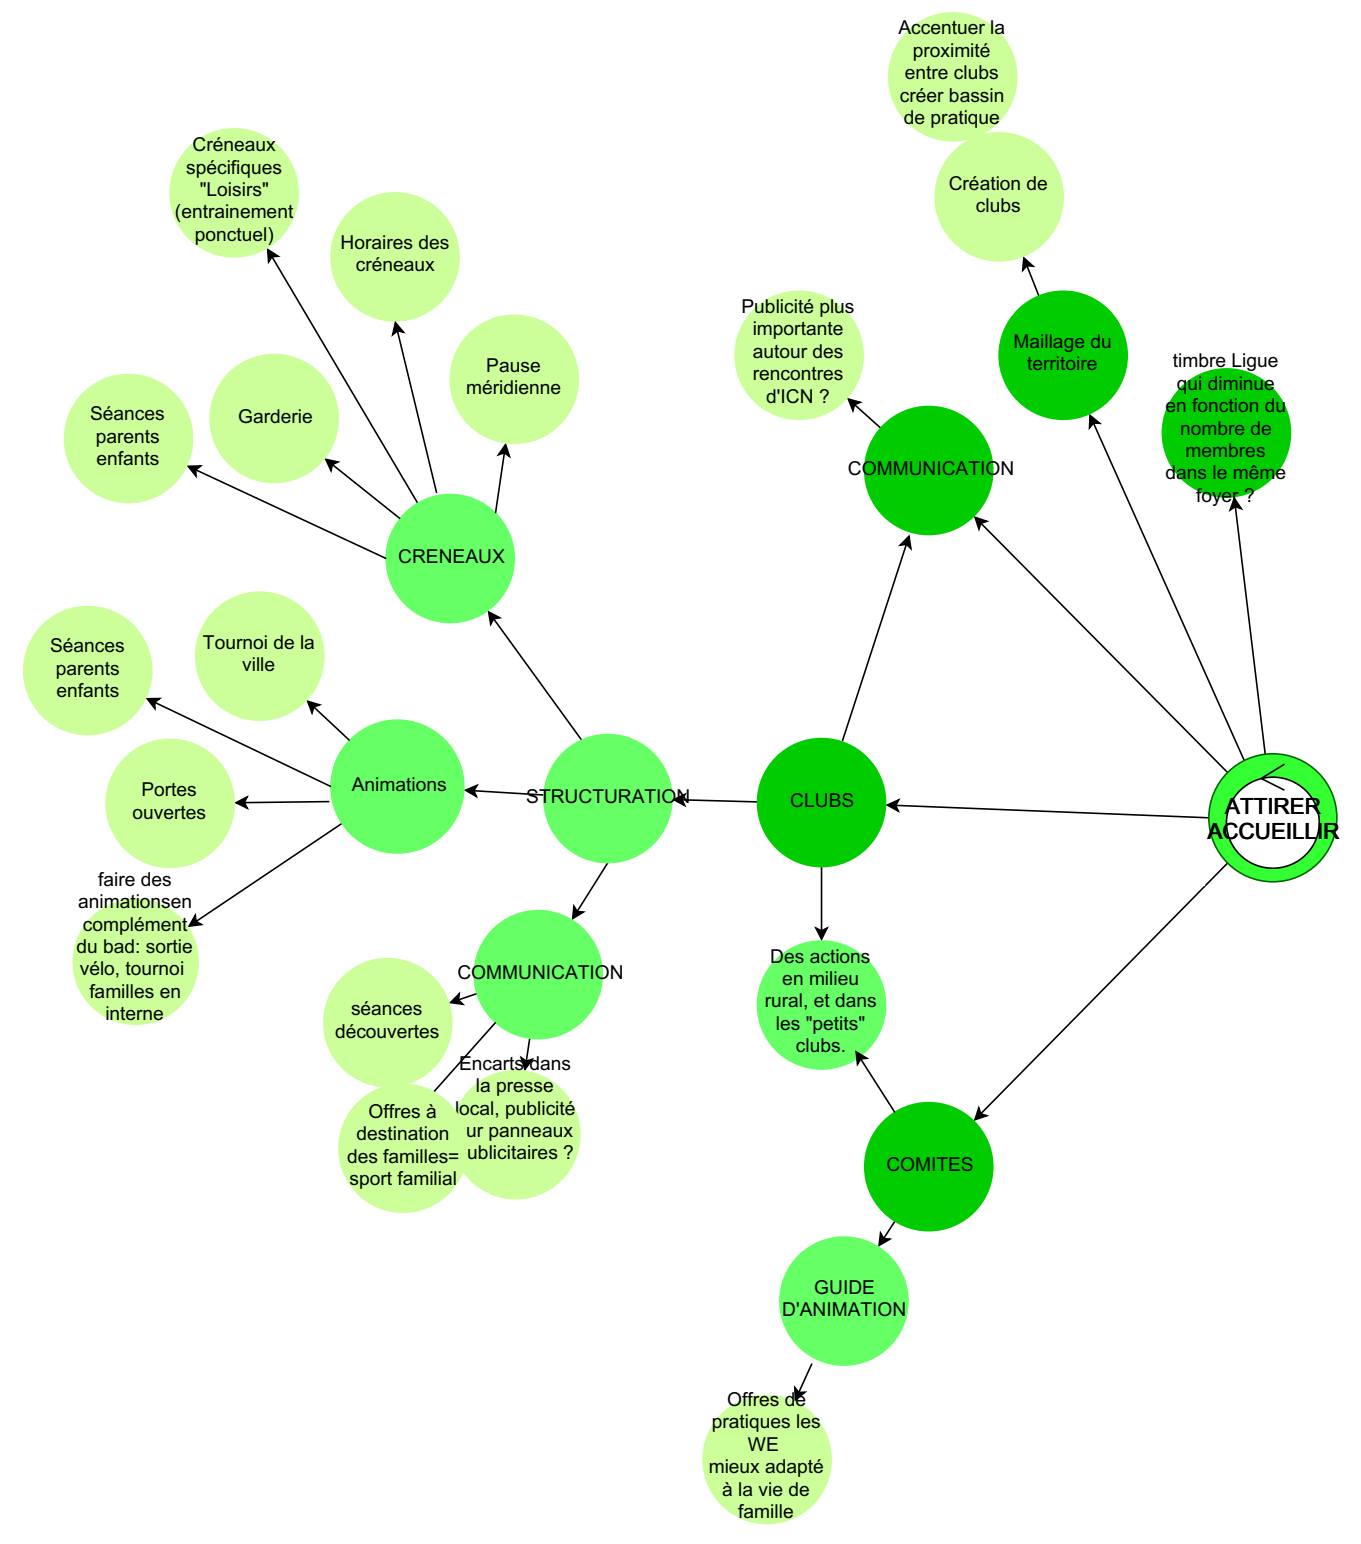 Accentuer la
proximité
entre clubs
créer bassin
de pratique
Création de
clubs
Créneaux
spécifiques
"Loisirs"
(entrainement
ponctuel)
Horaires des
créneaux
Pause
méridienne
Garderie
Séances
parents
enfants
CRENEAUX
Publicité plus
importante
autour des
rencontres
d'ICN ?
Maillage du
territoire
timbre Ligue
qui diminue
en fonction du
nombre de
membres
dans le même
foyer ?
COMMUNICATION
Séances
parents
enfants
Tournoi de la
ville
Portes
ouvertes
Animations
STRUCTURATION
CLUBS
ATTIRER
ACCUEILLIR
faire des
animationsen
complément
du bad: sortie
vélo, tournoi
familles en
interne
COMMUNICATION
séances
découvertes
Offres à
destination
des familles=
sport familial
Encarts dans
la presse
local, publicité
ur panneaux
ublicitaires ?
Des actions
en milieu
rural, et dans
les "petits"
clubs.
COMITES
GUIDE
D'ANIMATION
Offres de
pratiques les
WE
mieux adapté
à la vie de
famille